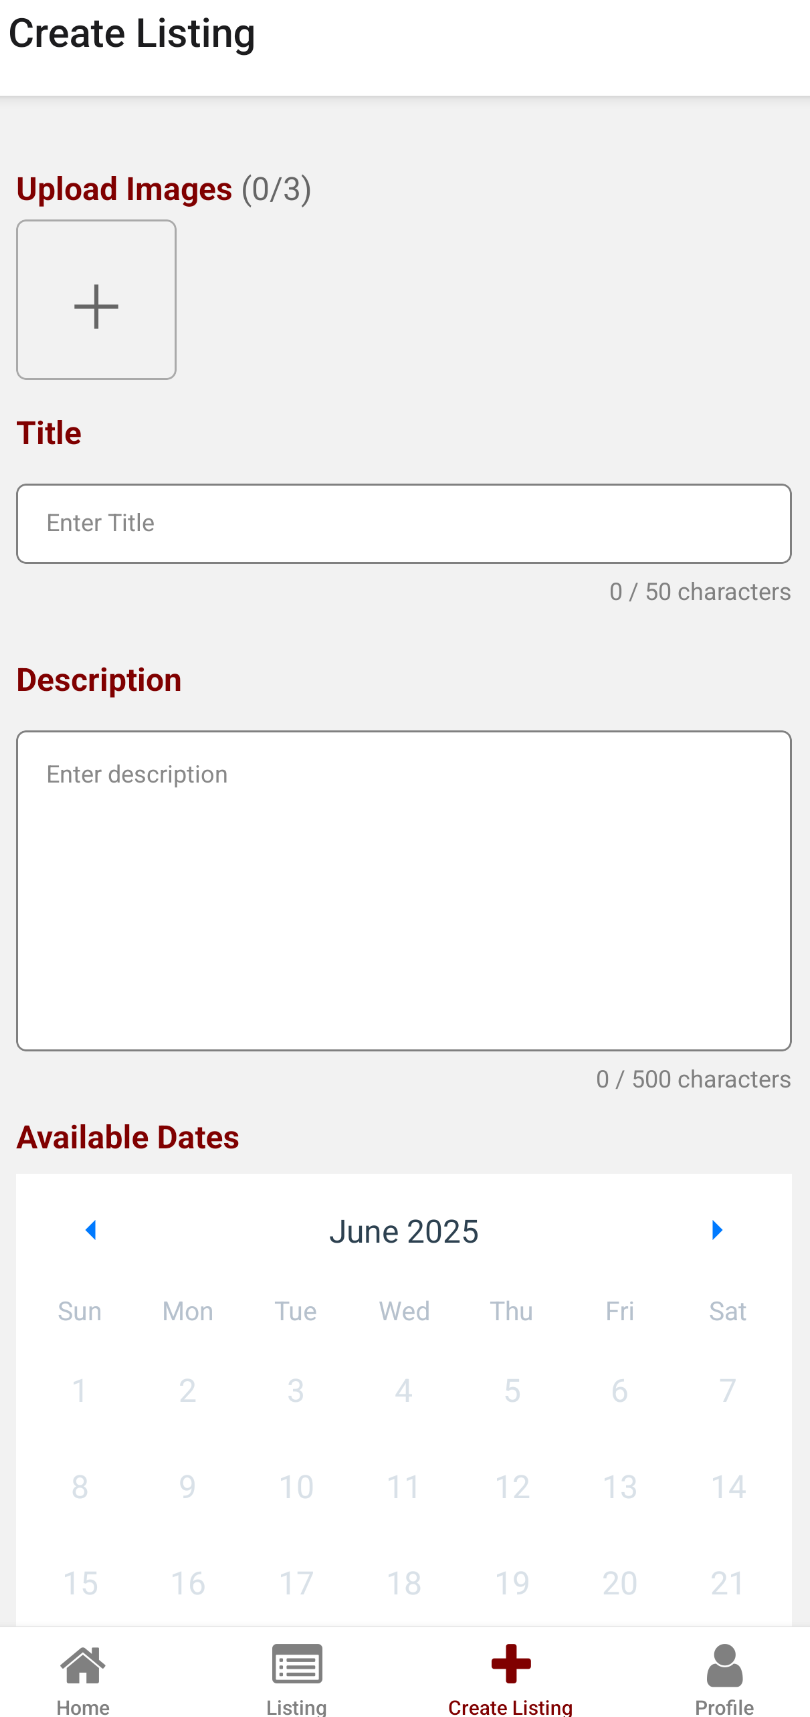 Create Listing
Upload Images (0/3)
Title
Enter Title
0 / 50 characters
Description
Enter description
0 / 500 characters
Available Dates
June 2025
Sun Mon Tue Wed Thu Fri Sat
1 2 3 4 5 6 7
8 9 10 11 12 13 14
15 16 17 18 19 20 21
Home Listing Create Listing Profile